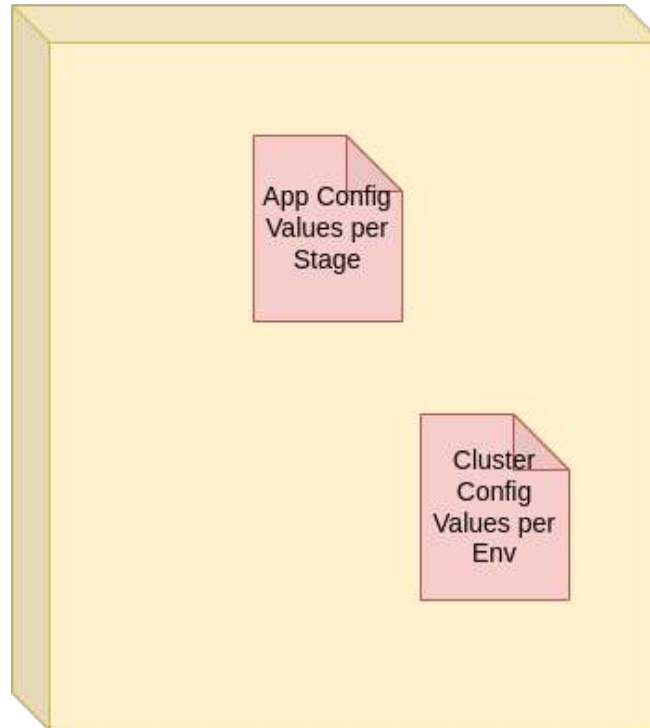 App Config
Values per
Stage
Cluster
Config
Values per
Env